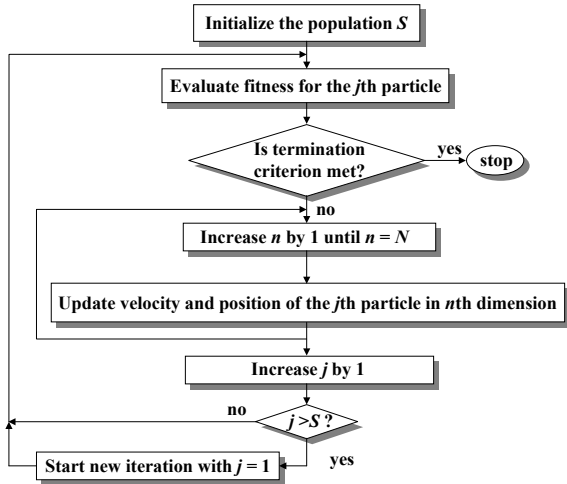 Initialize the population S
Evaluate fitness for the jth particle
Is termination
criterion met?
yes
stop
no
Increase n by 1 until n = N
Update velocity and position of the jth particle in nth dimension
Increase j by 1
no
j >S ?
yes
Start new iteration with j = 1